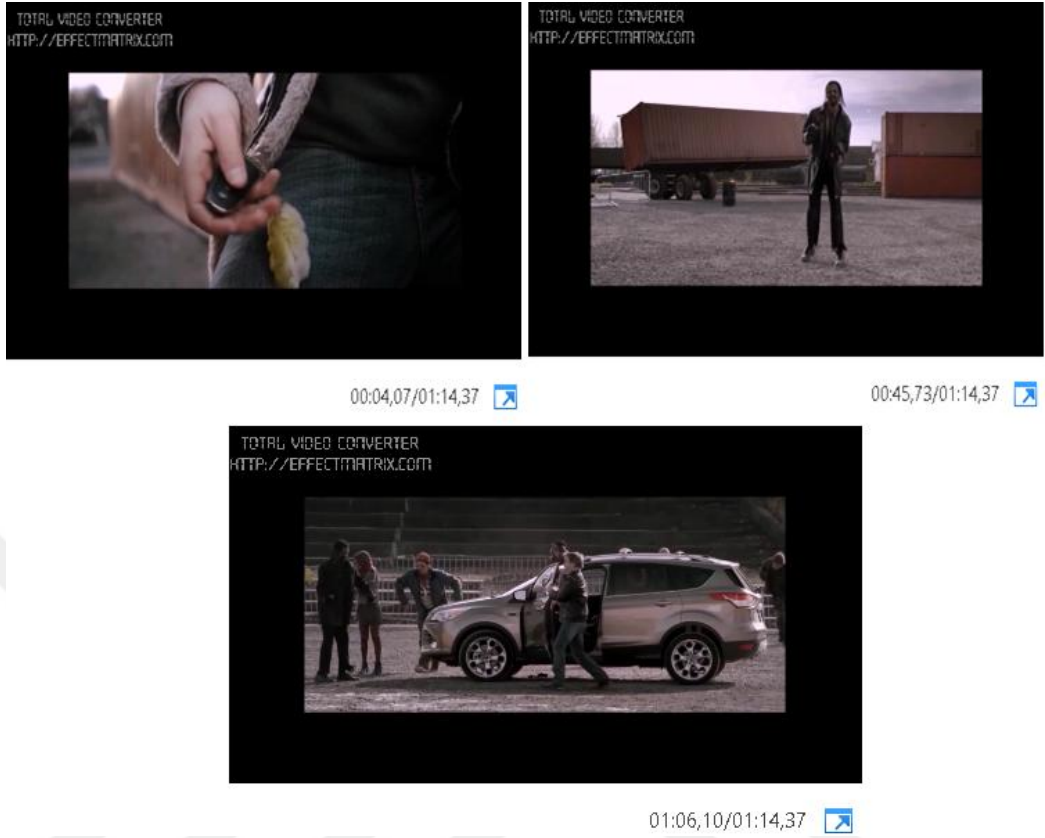 TOTAL VIDEO CONVERTER
HTTP://EFFECTMATRIX.COM
TOTAL VIDEO CONVERTER
HTTP://EFFECTMATRIX.COM
00:04,07/01:14,37
00:45,73/01:14,37
TOTAL VIDEO CONVERTER
HTTP://EFFECTMATRIX.COM
01:06,10/01:14,37